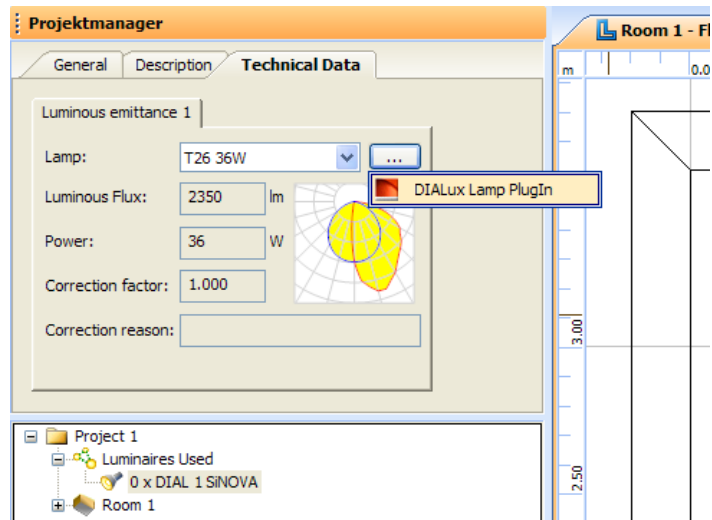 Projektmanager
General Description Technical Data
Luminous emittance 1
Lamp: T26 36W ...
DIALux Lamp PlugIn
Luminous Flux: 2350 lm
Power: 36 W
Correction factor: 1.000
Correction reason:
Project 1
Luminaires Used
0 x DIAL 1 SiNOVA
Room 1
Room 1 - Fl
m 0.0
3.00
2.50